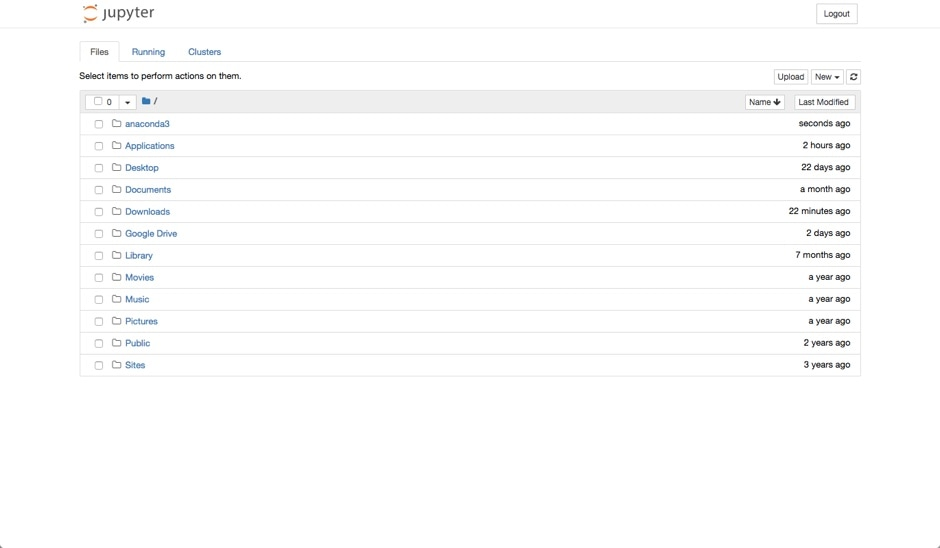 jupyter Logout
Files Running Clusters
Select items to perform actions on them. Upload New
0 / Name Last Modified
anaconda3 seconds ago
Applications 2 hours ago
Desktop 22 days ago
Documents a month ago
Downloads 22 minutes ago
Google Drive 2 days ago
Library 7 months ago
Movies a year ago
Music a year ago
Pictures a year ago
Public 2 years ago
Sites 3 years ago